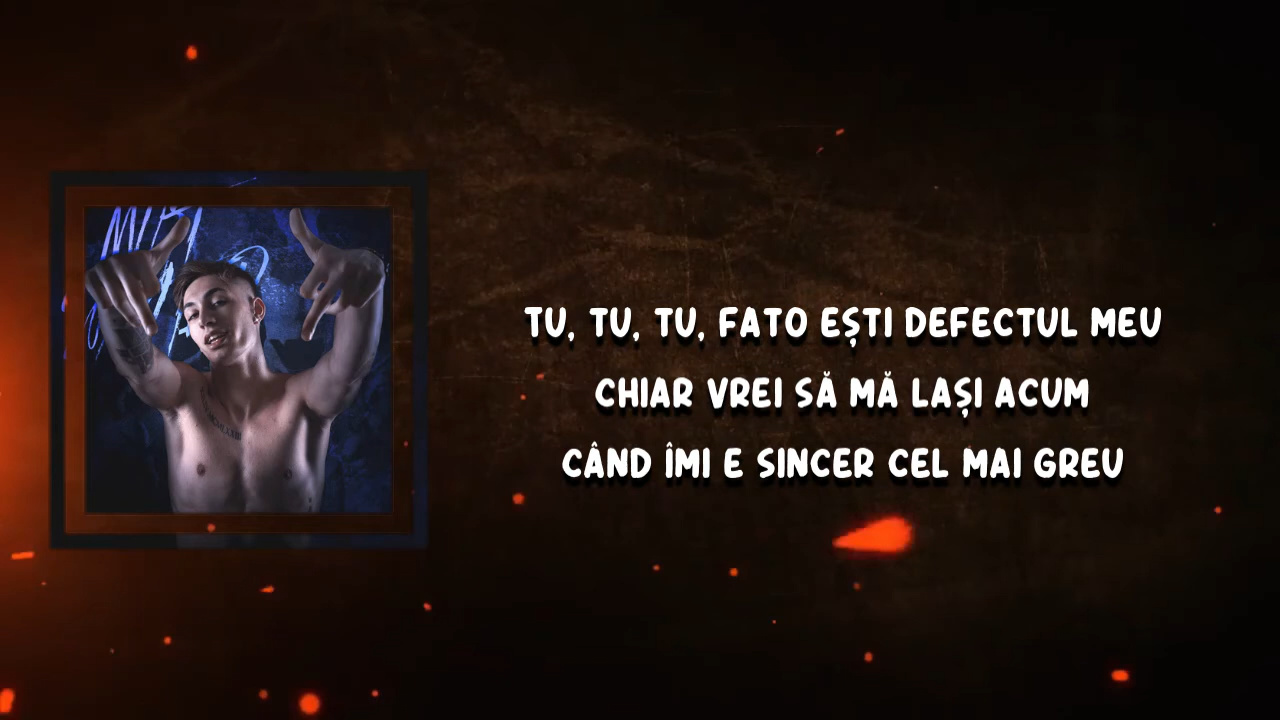 TU, TU, TU, FATO EȘTI DEFECTUL MEU
CHIAR VREI SĂ MĂ LAȘI ACUM
CÂND ÎMI E SINCER CEL MAI GREU